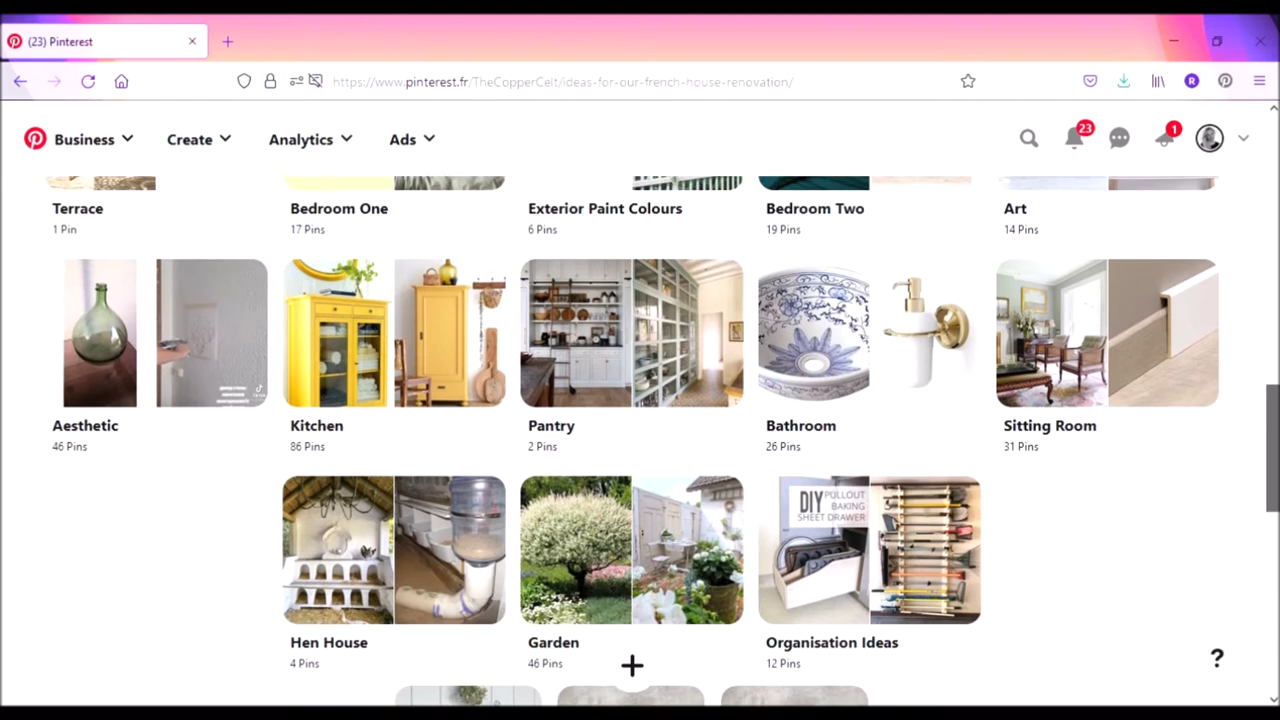 (23) Pinterest
https://www.pinterest.fr/TheCopperCelt/ideas-for-our-french-house-renovation/
R
Business Create Analytics Ads
23
1
Terrace
1 Pin
Bedroom One
17 Pins
Exterior Paint Colours
6 Pins
Bedroom Two
19 Pins
Art
14 Pins
Aesthetic
46 Pins
Kitchen
86 Pins
Pantry
2 Pins
Bathroom
26 Pins
Sitting Room
31 Pins
DIY PULLOUT
BAKING
SHEET DRAWER
Hen House
4 Pins
Garden
46 Pins
Organisation Ideas
12 Pins
?